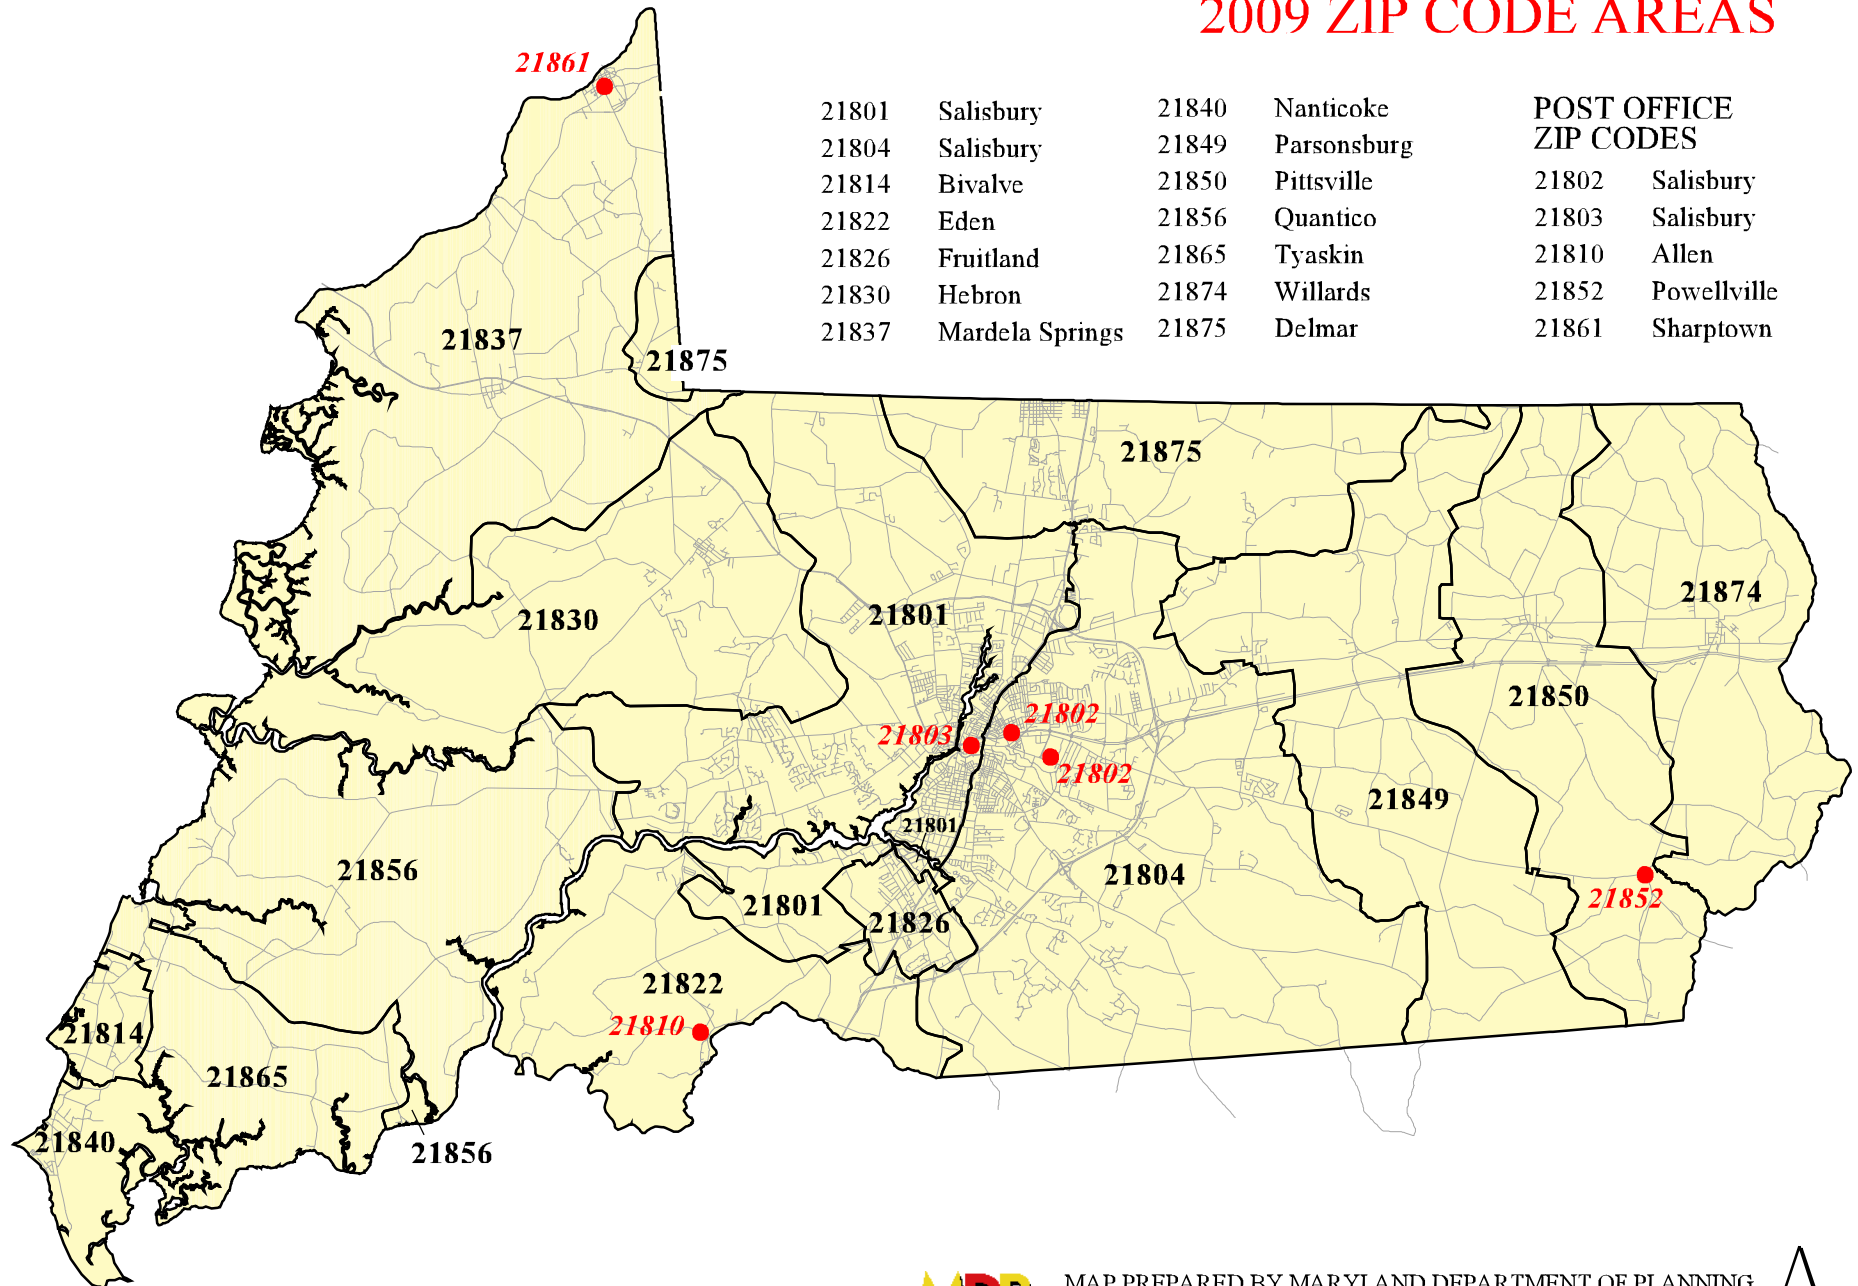 2009 ZIP CODE AREAS
21801 Salisbury
21804 Salisbury
21814 Bivalve
21822 Eden
21826 Fruitland
21830 Hebron
21837 Mardela Springs
21840 Nanticoke
21849 Parsonsburg
21850 Pittsville
21856 Quantico
21865 Tyaskin
21874 Willards
21875 Delmar
POST OFFICE
ZIP CODES
21802 Salisbury
21803 Salisbury
21810 Allen
21852 Powellville
21861 Sharptown
21861
21837
21875
21875
21830
21801
21874
21850
21802
21803
21802
21849
21801
21856
21804
21801
21826
21852
21822
21810
21814
21865
21840
21856
MDP
MAP PREPARED BY MARYLAND DEPARTMENT OF PLANNING